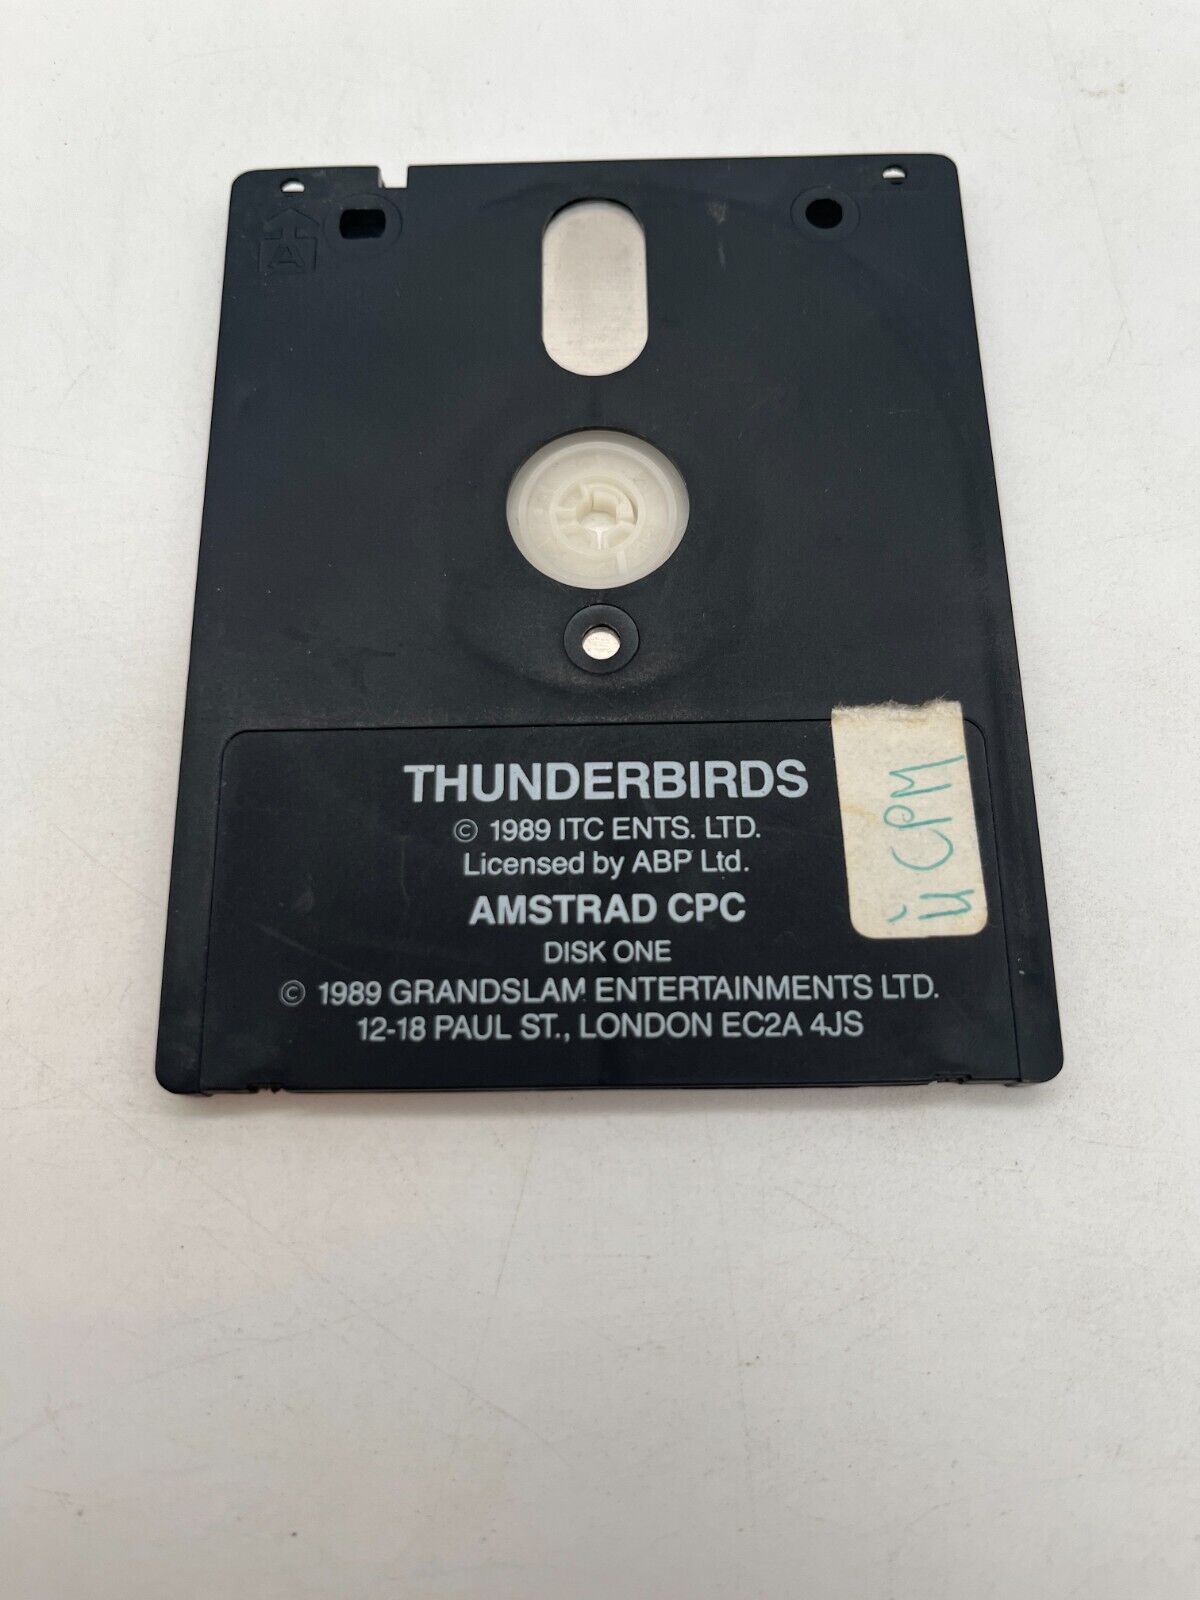 A
THUNDERBIRDS
© 1989 ITC ENTS. LTD.
Licensed by ABP Ltd.
AMSTRAD CPC
DISK ONE
© 1989 GRANDSLAM ENTERTAINMENTS LTD.
12-18 PAUL ST., LONDON EC2A 4JS
CPM